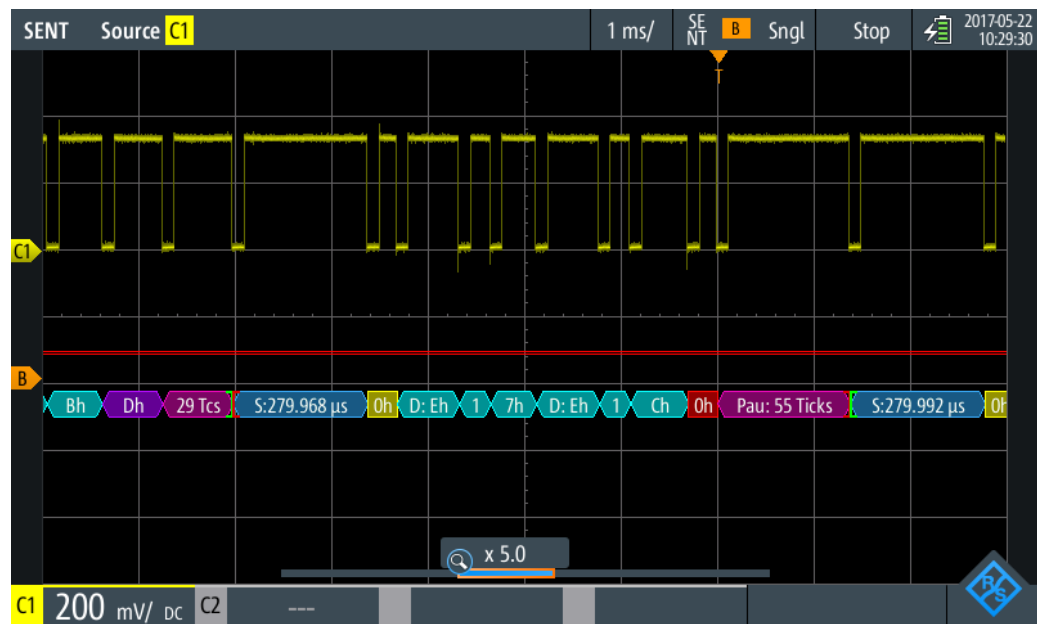 SENT Source C1 1 ms/ SE NT B Sngl Stop 2017-05-22 10:29:30
T
C1
B
Bh Dh 29 Tcs S:279.968 µs 0h D: Eh 1 7h D: Eh 1 Ch 0h Pau: 55 Ticks S:279.992 µs
x 5.0
C1 200 mV/ DC C2 --- R&S